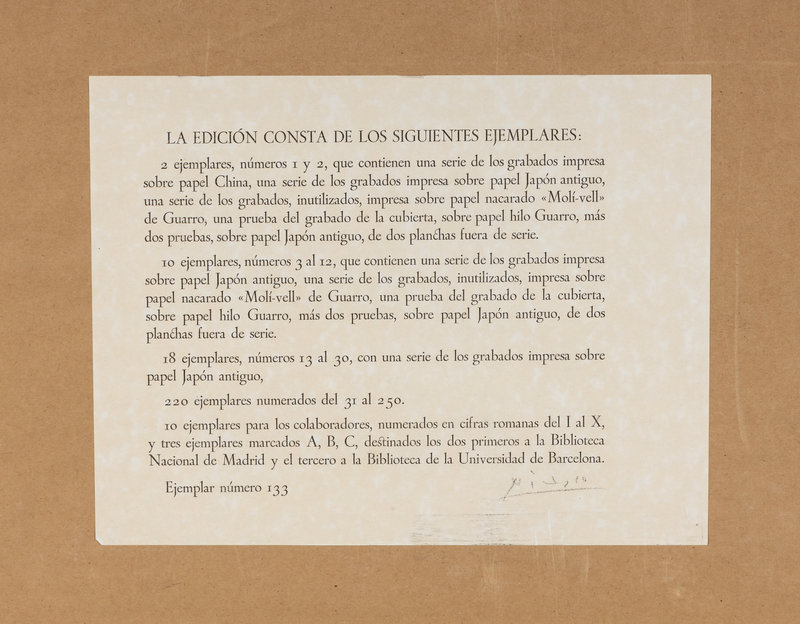 LA EDICIÓN CONSTA DE LOS SIGUIENTES EJEMPLARES:
2 ejemplares, números 1 y 2, que contienen una serie de los grabados impresa
sobre papel China, una serie de los grabados impresa sobre papel Japón antiguo,
una serie de los grabados, inutilizados, impresa sobre papel nacarado «Molí-vell»
de Guarro, una prueba del grabado de la cubierta, sobre papel hilo Guarro, más
dos pruebas, sobre papel Japón antiguo, de dos planchas fuera de serie.
10 ejemplares, números 3 al 12, que contienen una serie de los grabados impresa
sobre papel Japón antiguo, una serie de los grabados, inutilizados, impresa sobre
papel nacarado «Molí-vell» de Guarro, una prueba del grabado de la cubierta,
sobre papel hilo Guarro, más dos pruebas, sobre papel Japón antiguo, de dos
planchas fuera de serie.
18 ejemplares, números 13 al 30, con una serie de los grabados impresa sobre
papel Japón antiguo,
220 ejemplares numerados del 31 al 250.
10 ejemplares para los colaboradores, numerados en cifras romanas del I al X,
y tres ejemplares marcados A, B, C, destinados los dos primeros a la Biblioteca
Nacional de Madrid y el tercero a la Biblioteca de la Universidad de Barcelona.
Ejemplar número 133
Picasso